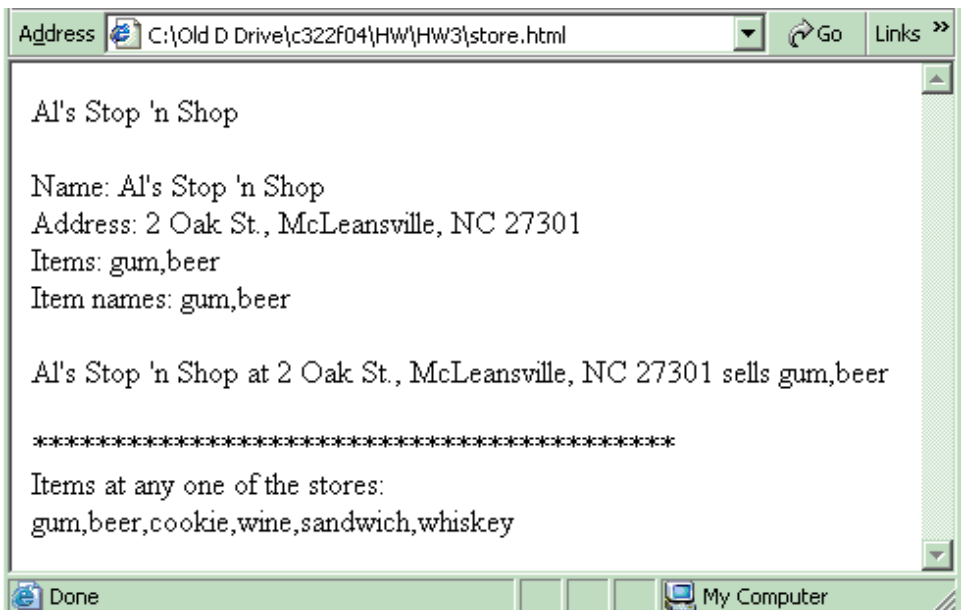 Address C:\Old D Drive\c322f04\HW\HW3\store.html Go Links »
Al's Stop 'n Shop
Name: Al's Stop 'n Shop
Address: 2 Oak St., McLeansville, NC 27301
Items: gum,beer
Item names: gum,beer
Al's Stop 'n Shop at 2 Oak St., McLeansville, NC 27301 sells gum,beer
*****************************************
Items at any one of the stores:
gum,beer,cookie,wine,sandwich,whiskey
Done My Computer